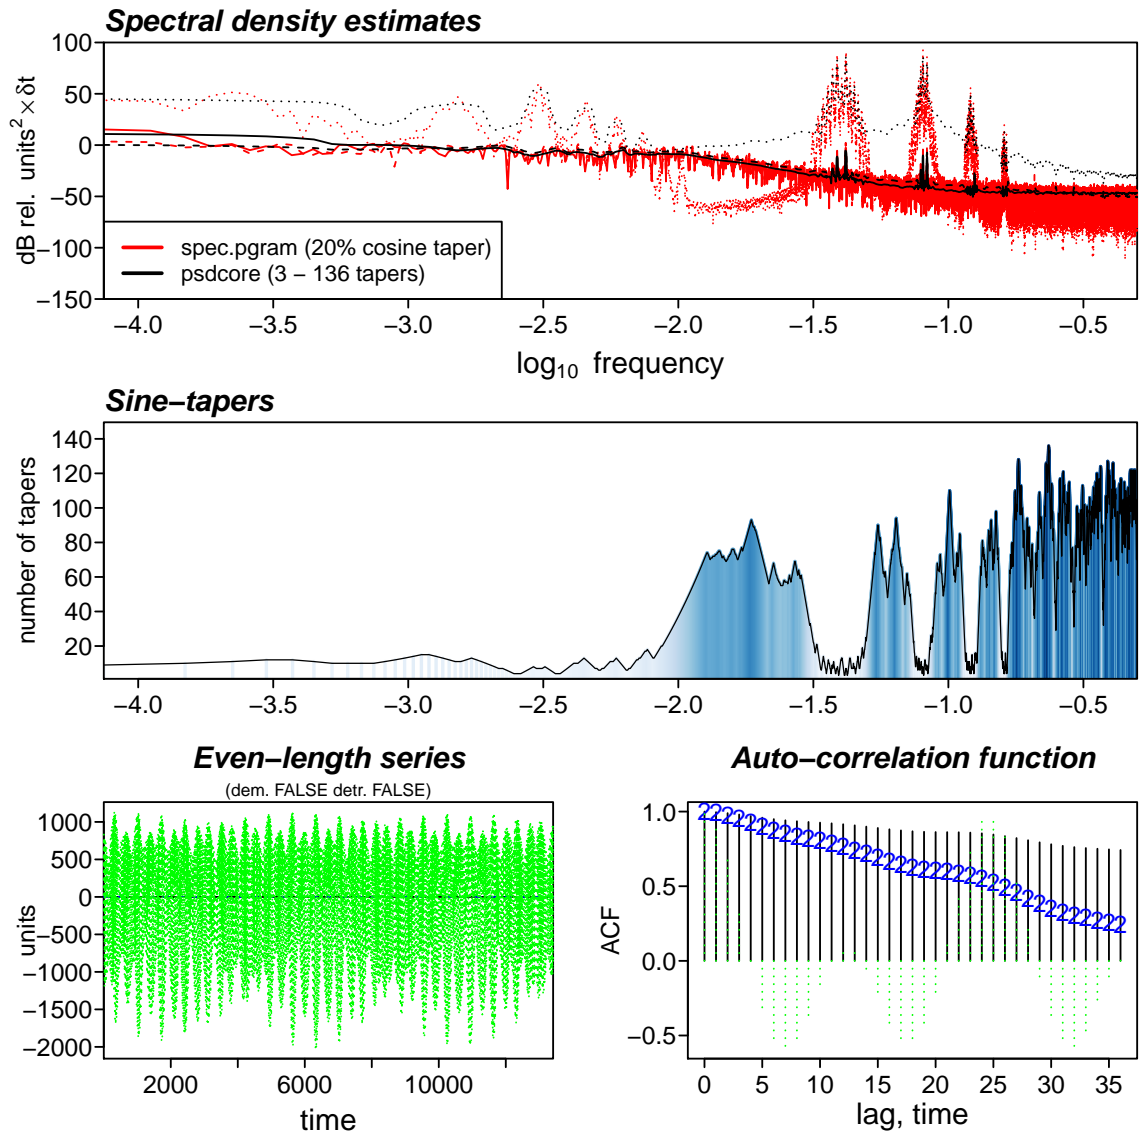 Spectral density estimates
dB rel. units² × δt
100
50
0
−50
−100
−150
spec.pgram (20% cosine taper)
psdcore (3 − 136 tapers)
−4.0 −3.5 −3.0 −2.5 −2.0 −1.5 −1.0 −0.5
log₁₀ frequency
Sine−tapers
number of tapers
140
120
100
80
60
40
20
−4.0 −3.5 −3.0 −2.5 −2.0 −1.5 −1.0 −0.5
Even−length series
(dem. FALSE detr. FALSE)
units
1000
500
0
−500
−1000
−1500
−2000
2000 6000 10000
time
Auto−correlation function
ACF
1.0
0.5
0.0
−0.5
2222222222222222222222222222222222222
0 5 10 15 20 25 30 35
lag, time